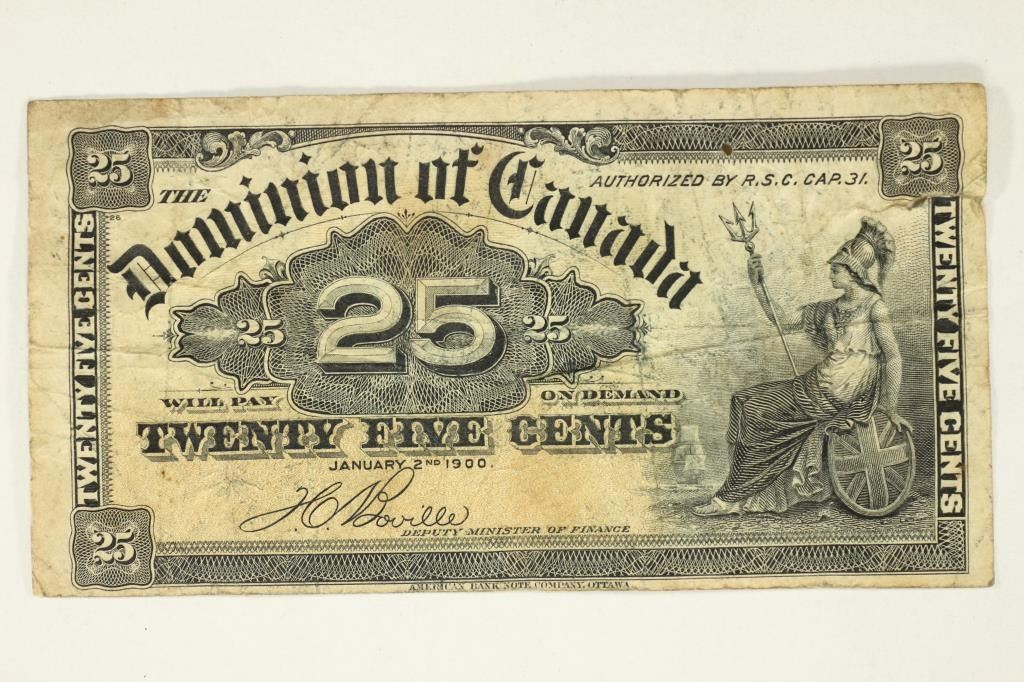 25
25
THE
Dominion of Canada
AUTHORIZED BY R.S.C. CAP.31.
26
TWENTY FIVE CENTS
25 25 25
TWENTY FIVE CENTS
WILL PAY ON DEMAND
TWENTY FIVE CENTS
JANUARY 2ND 1900.
H.C. Boville
DEPUTY MINISTER OF FINANCE
25
AMERICAN BANK NOTE COMPANY, OTTAWA